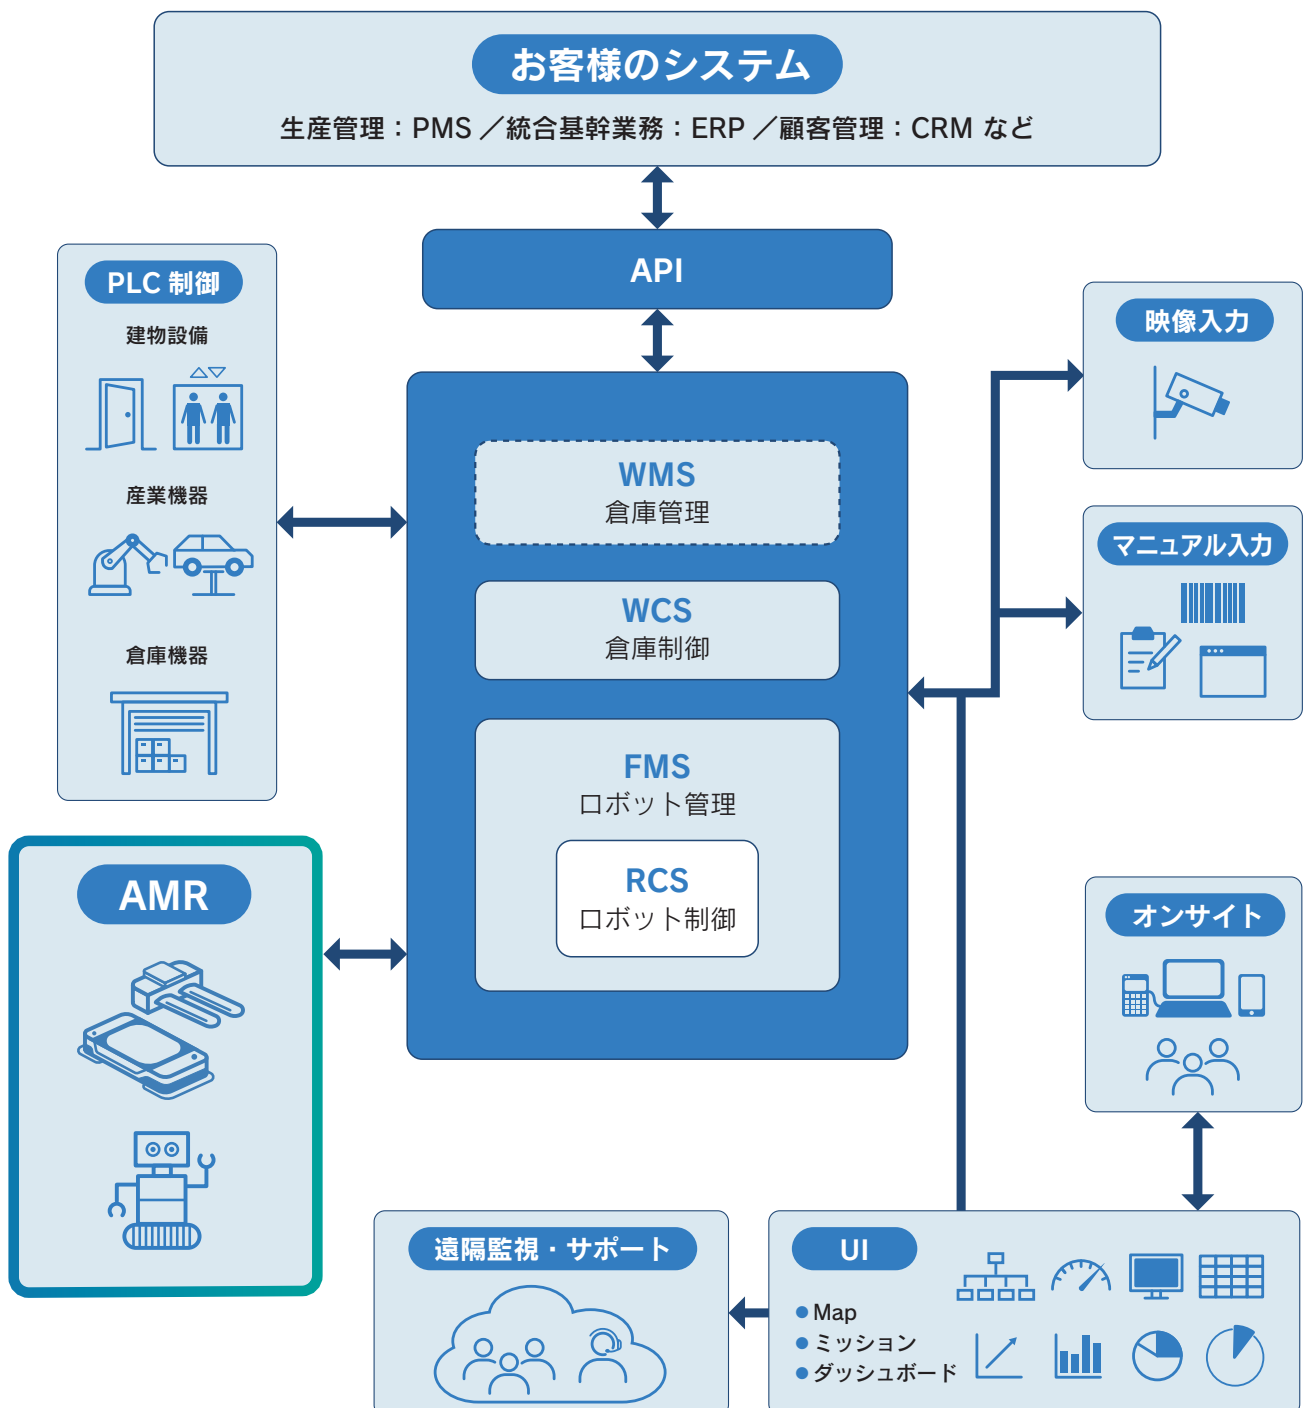 お客様のシステム
生産管理：PMS ／統合基幹業務：ERP ／顧客管理：CRM など
API
PLC 制御
建物設備
産業機器
倉庫機器
WMS
倉庫管理
WCS
倉庫制御
FMS
ロボット管理
RCS
ロボット制御
映像入力
マニュアル入力
AMR
オンサイト
遠隔監視・サポート
UI
● Map
● ミッション
● ダッシュボード